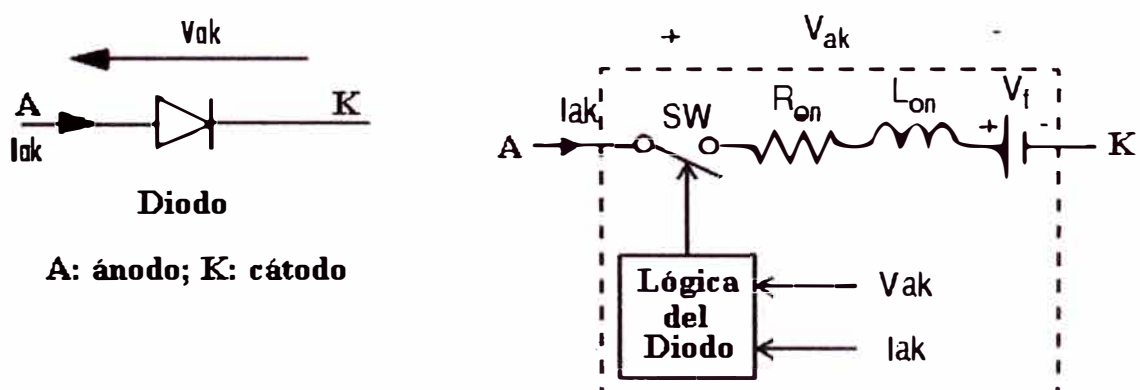 Vak
A
K
Iak
Diodo
A: ánodo; K: cátodo
+ Vak -
Iak
SW
Ron
Lon
Vf
+ -
A
K
Lógica
del
Diodo
Vak
Iak